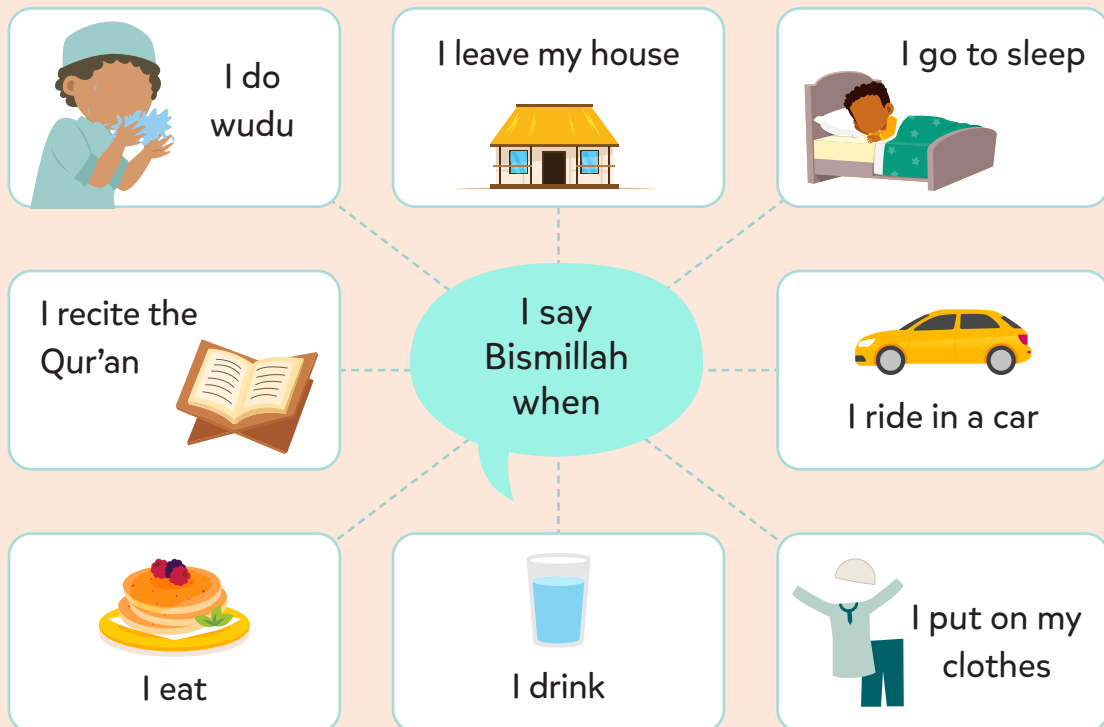 I do
wudu
I leave my house
I go to sleep
I recite the
Qur’an
I say
Bismillah
when
I ride in a car
I eat
I drink
I put on my
clothes